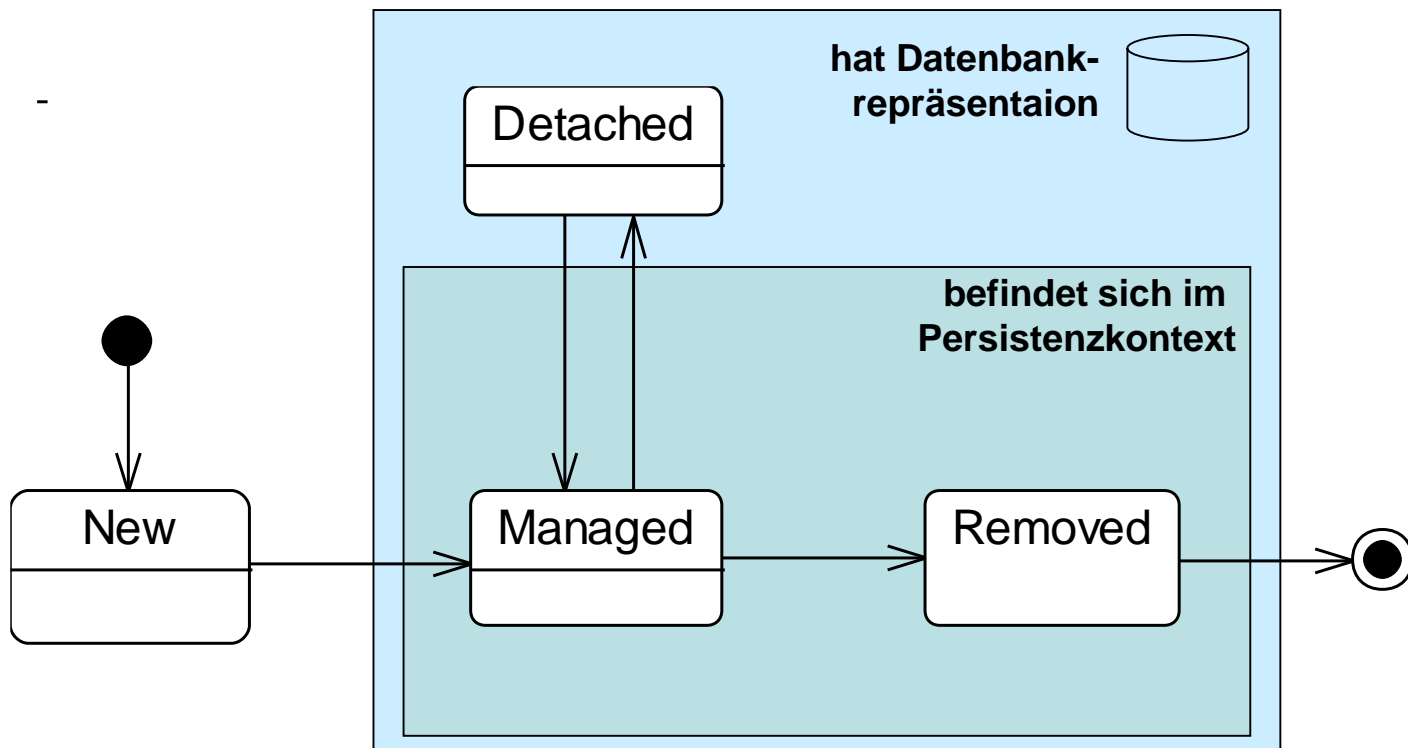 hat Datenbank-
repräsentaion
-
Detached
befindet sich im
Persistenzkontext
New
Managed
Removed